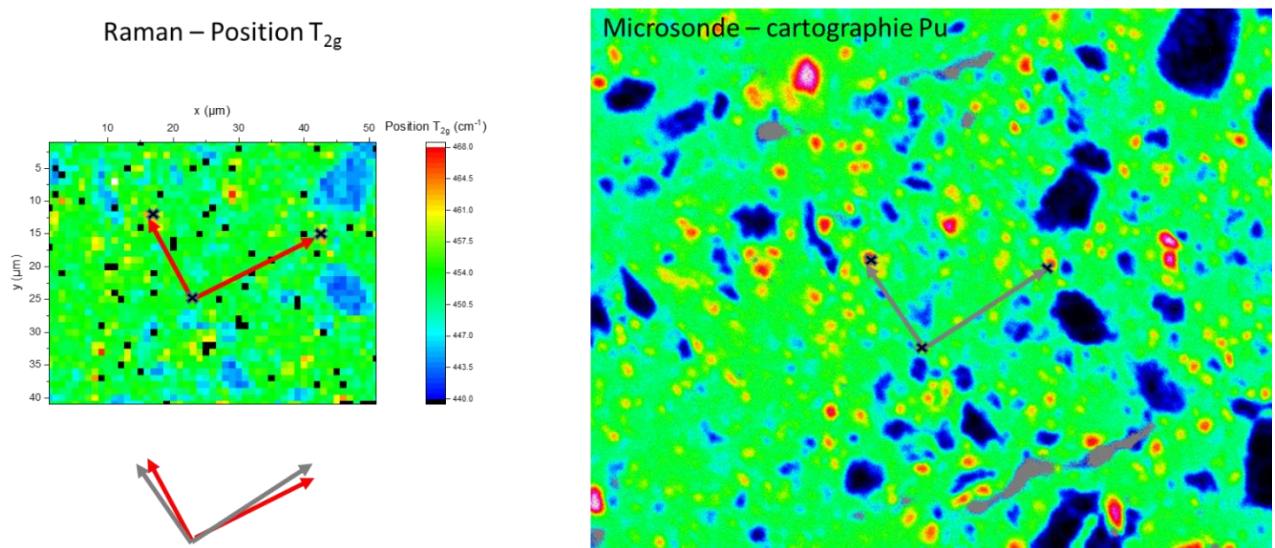 Raman – Position T2g
Microsonde – cartographie Pu
x (µm)
Position T2g (cm-1)
10 20 30 40 50
5
10
15
20
25
30
35
40
y (µm)
468.0
464.5
461.0
457.5
454.0
450.5
447.0
443.5
440.0